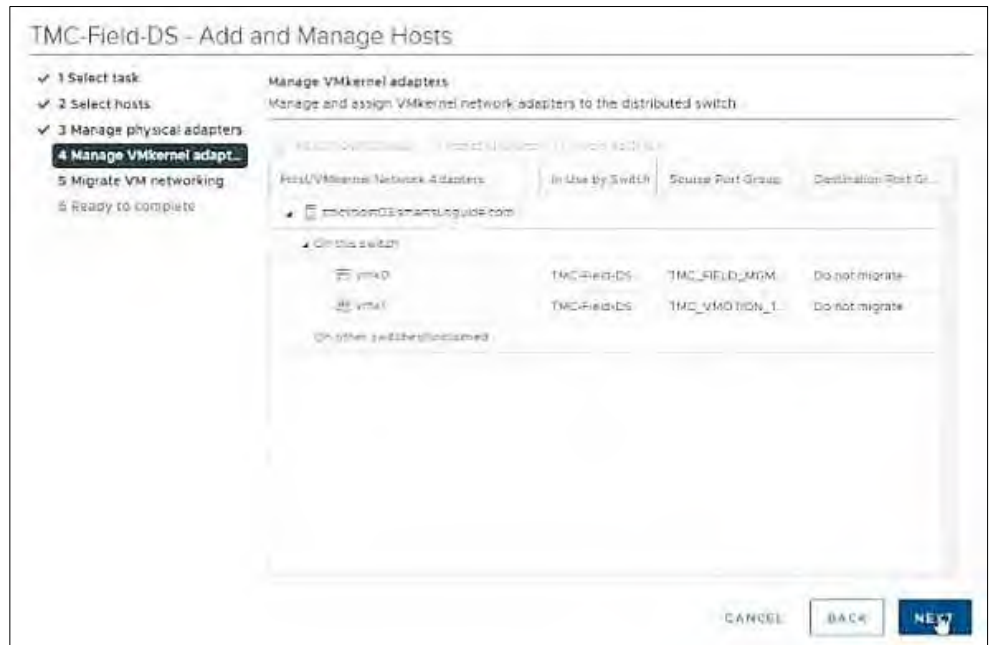 TMC-Field-DS - Add and Manage Hosts
✓ 1 Select task
✓ 2 Select hosts
✓ 3 Manage physical adapters
4 Manage VMkernel adapt...
5 Migrate VM networking
6 Ready to complete
Manage VMkernel adapters
Manage and assign VMkernel network adapters to the distributed switch
Host/VMkernel Network Adapters
In Use by Switch
Source Port Group
Destination Port Gr...
On this switch
vmk0 TMC-Field-DS TMC_FIELD_MGM... Do not migrate
vmk1 TMC-Field-DS TMC_VMOTION_1... Do not migrate
On other switches/unclaimed
CANCEL BACK NEXT